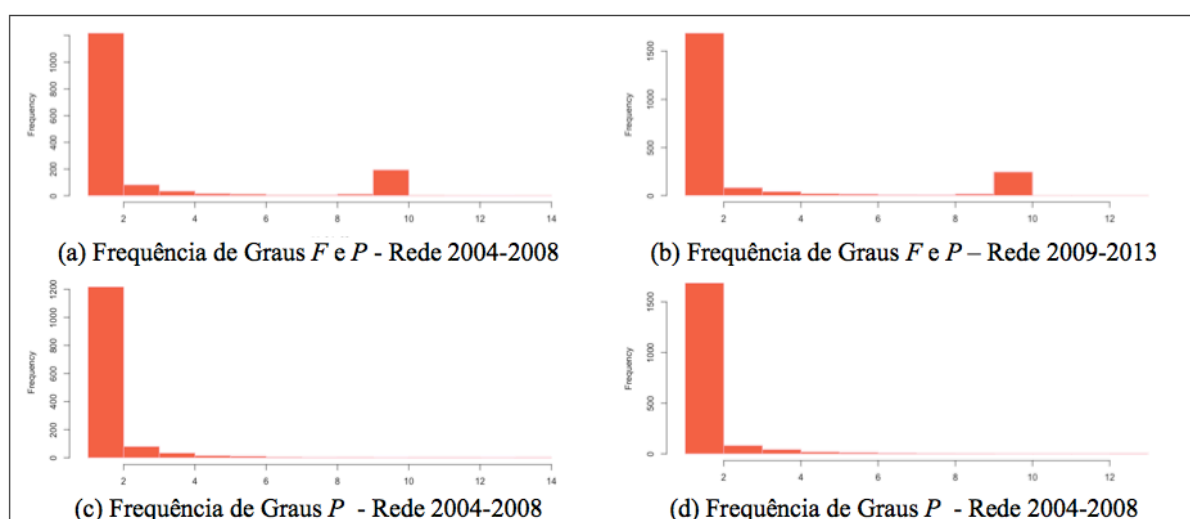 Frequency
0 200 400 600 800 1000
2 4 6 8 10 12 14
(a) Frequência de Graus F e P - Rede 2004-2008
Frequency
0 500 1000 1500
2 4 6 8 10 12
(b) Frequência de Graus F e P – Rede 2009-2013
Frequency
0 200 400 600 800 1000 1200
2 4 6 8 10 12 14
(c) Frequência de Graus P - Rede 2004-2008
Frequency
0 500 1000 1500
2 4 6 8 10 12
(d) Frequência de Graus P - Rede 2004-2008